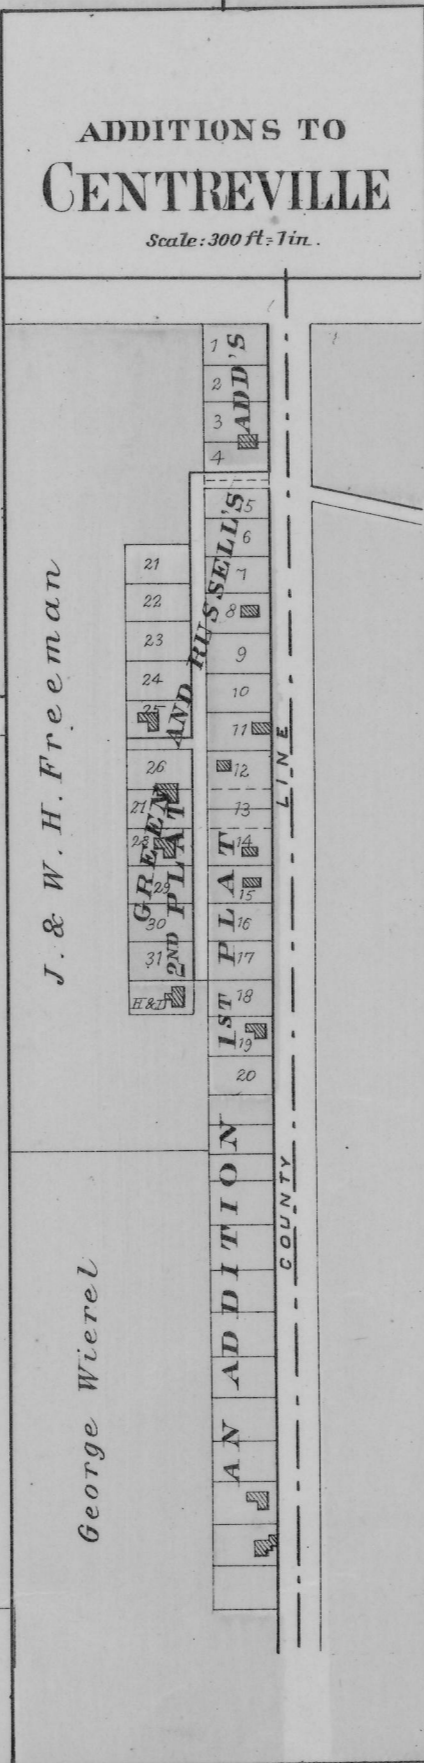 ADDITIONS TO
CENTREVILLE
Scale: 300 ft = 1 in.
GREEN AND RUSSELL'S ADD'S
1
2
3
4
5
6
7
8
9
10
11
12
13
14
15
16
17
18
19
20
1ST PLAT
21
22
23
24
25
26
27
28
29
30
31
H&D
2ND PLAT
J. & W. H. Freeman
COUNTY LINE
AN ADDITION
George Wierel